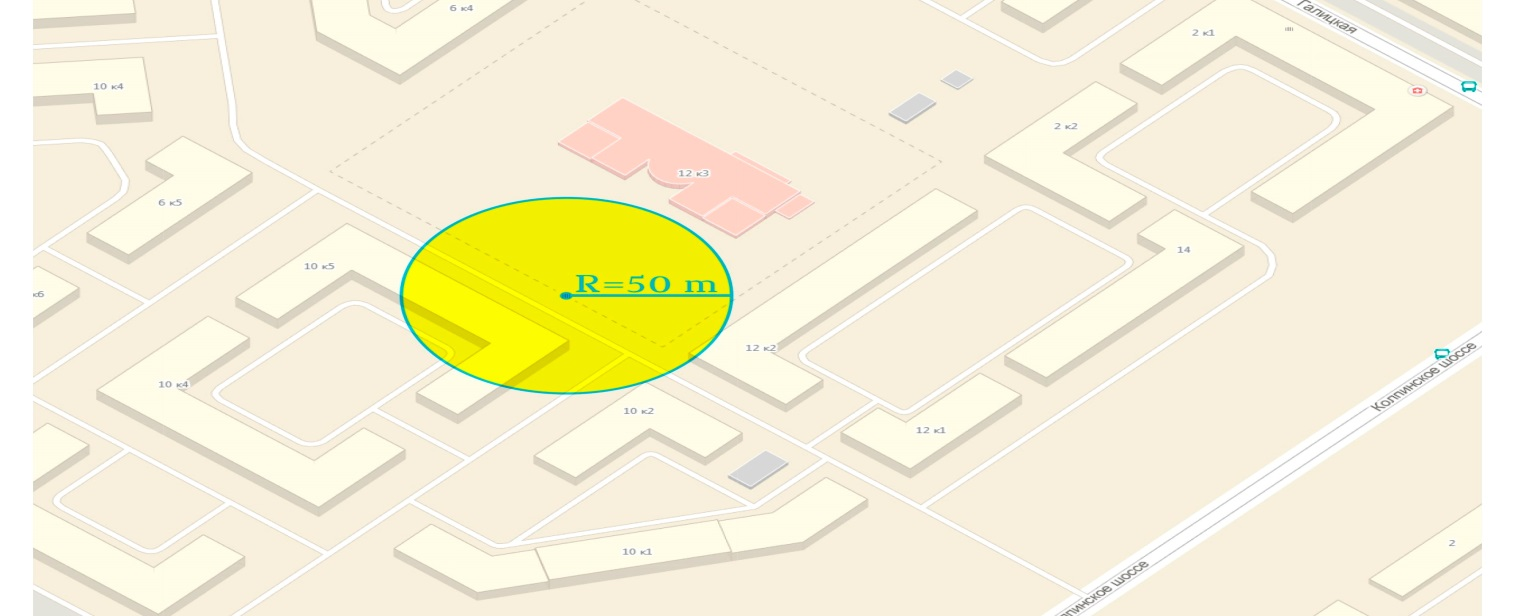 6 к4
Галицкая
2 к1
10 к4
2 к2
12 к3
6 к5
14
10 к5
к6
R=50 m
12 к2
Колпинское шоссе
10 к4
10 к2
12 к1
10 к1
2
пинское шоссе